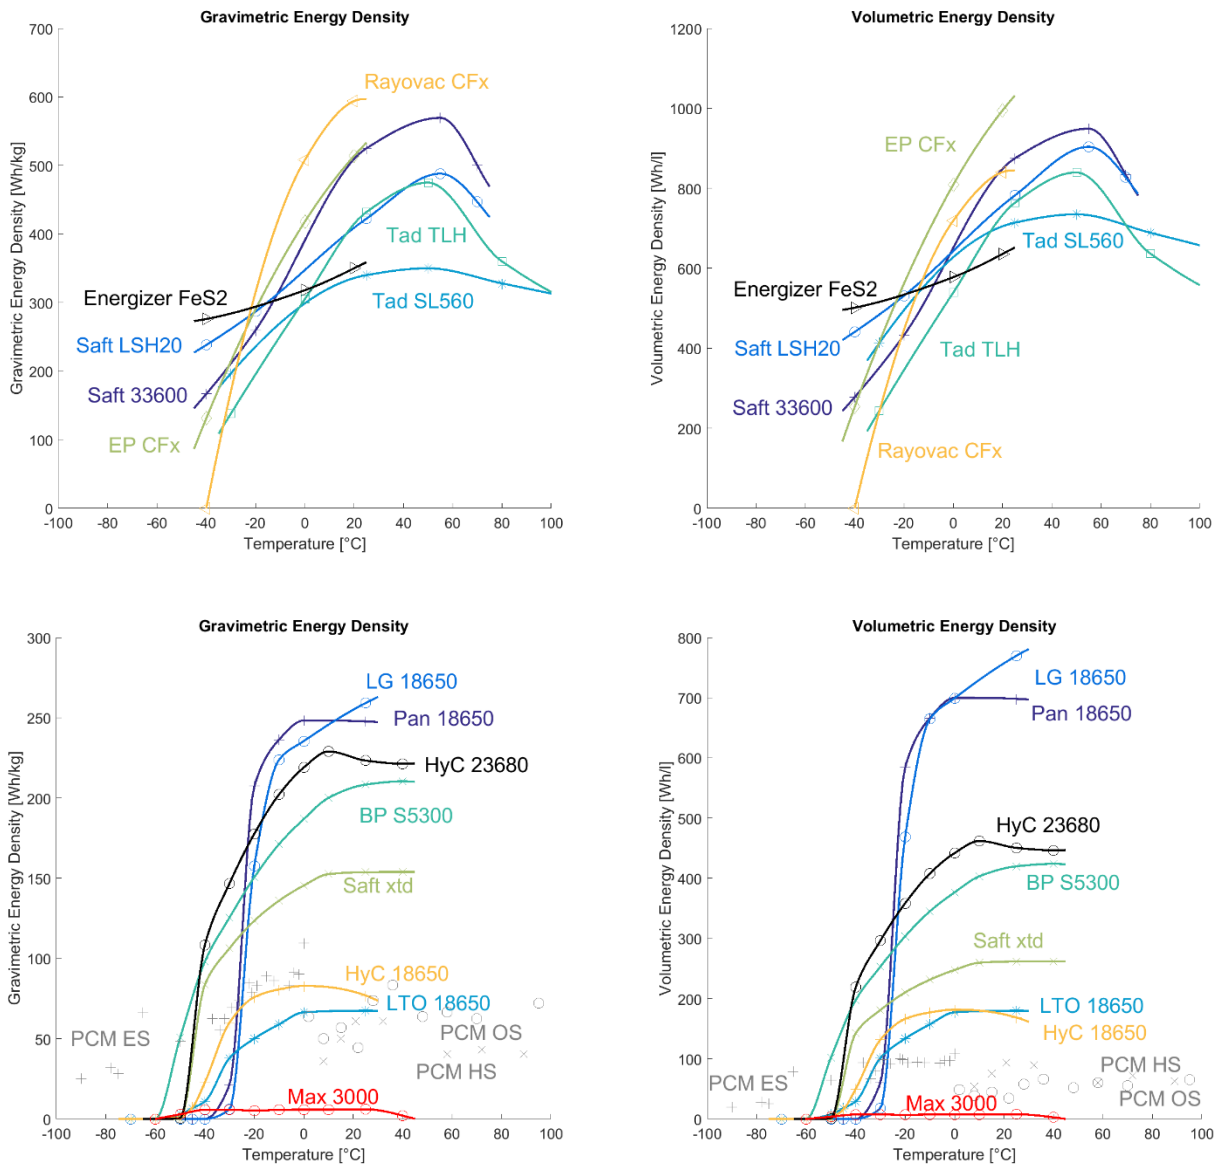 Gravimetric Energy Density
700
600
500
400
300
200
100
0
Gravimetric Energy Density [Wh/kg]
Rayovac CFx
Tad TLH
Energizer FeS2
Tad SL560
Saft LSH20
Saft 33600
EP CFx
-100 -80 -60 -40 -20 0 20 40 60 80 100
Temperature [°C]
Volumetric Energy Density
1200
1000
800
600
400
200
0
Volumetric Energy Density [Wh/l]
EP CFx
Tad SL560
Energizer FeS2
Saft LSH20
Tad TLH
Saft 33600
Rayovac CFx
-100 -80 -60 -40 -20 0 20 40 60 80 100
Temperature [°C]
Gravimetric Energy Density
300
250
200
150
100
50
0
Gravimetric Energy Density [Wh/kg]
LG 18650
Pan 18650
HyC 23680
BP S5300
Saft xtd
HyC 18650
LTO 18650
PCM ES
PCM OS
PCM HS
Max 3000
-100 -80 -60 -40 -20 0 20 40 60 80 100
Temperature [°C]
Volumetric Energy Density
800
700
600
500
400
300
200
100
0
Volumetric Energy Density [Wh/l]
LG 18650
Pan 18650
HyC 23680
BP S5300
Saft xtd
LTO 18650
HyC 18650
PCM HS
PCM ES
PCM OS
Max 3000
-100 -80 -60 -40 -20 0 20 40 60 80 100
Temperature [°C]